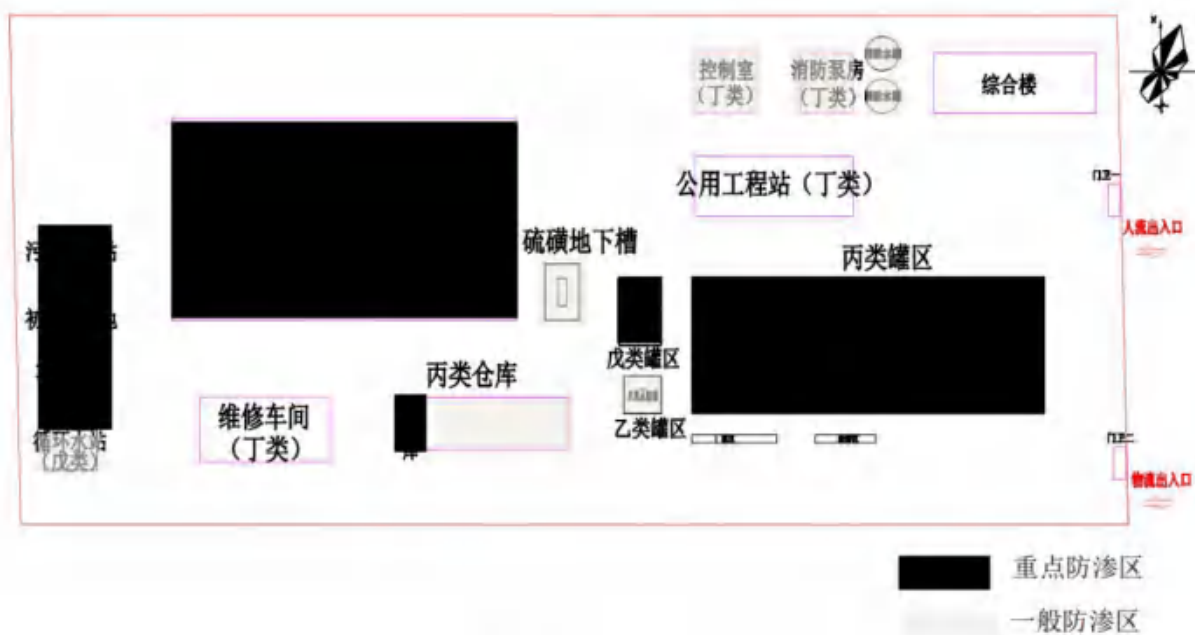 控制室
（丁类）
消防泵房
（丁类）
综合楼
公用工程站（丁类）
人流出入口
硫磺地下槽
丙类罐区
戊类罐区
丙类仓库
维修车间
（丁类）
乙类罐区
循环水站
（戊类）
物流出入口
重点防渗区
一般防渗区